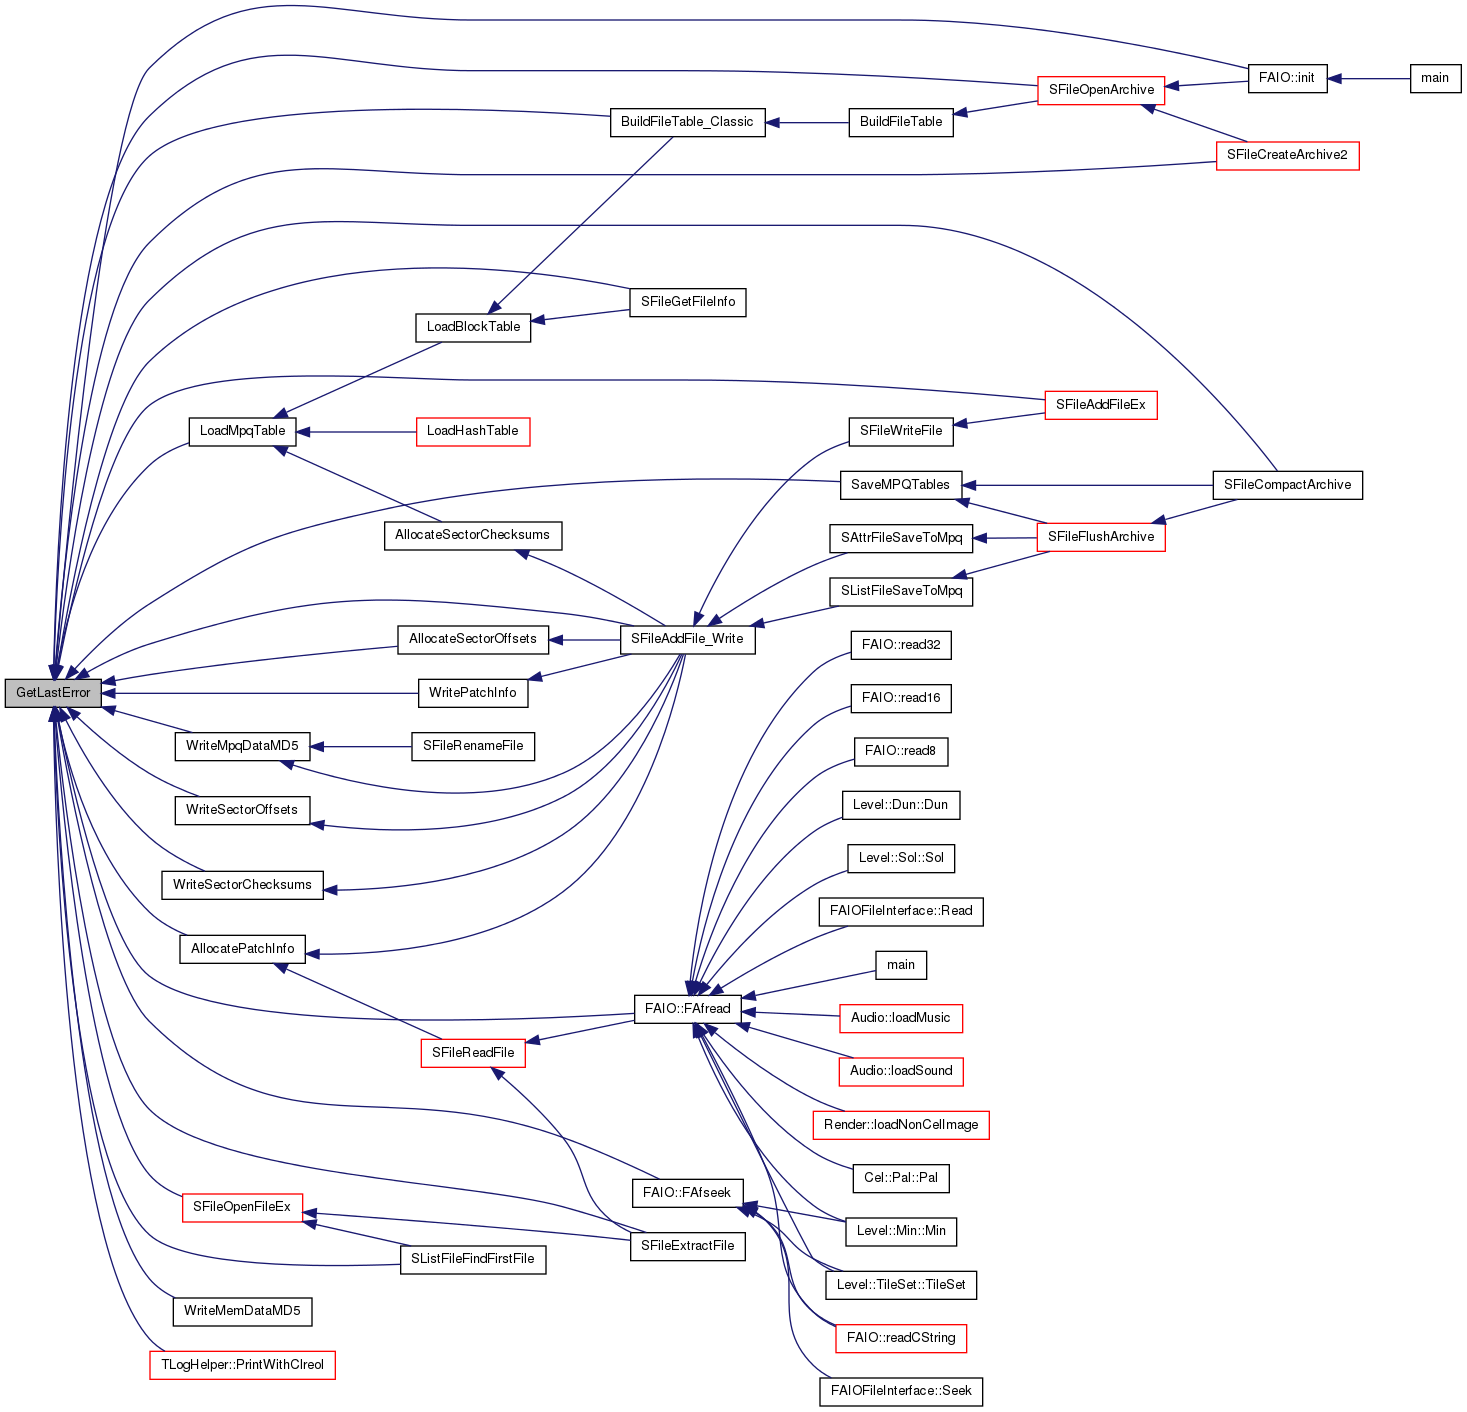 FAIO::init
main
SFileOpenArchive
BuildFileTable_Classic
BuildFileTable
SFileCreateArchive2
SFileGetFileInfo
LoadBlockTable
SFileAddFileEx
LoadMpqTable
LoadHashTable
SFileWriteFile
SaveMPQTables
SFileCompactArchive
AllocateSectorChecksums
SAttrFileSaveToMpq
SFileFlushArchive
SListFileSaveToMpq
AllocateSectorOffsets
SFileAddFile_Write
FAIO::read32
GetLastError
WritePatchInfo
FAIO::read16
WriteMpqDataMD5
SFileRenameFile
FAIO::read8
WriteSectorOffsets
Level::Dun::Dun
Level::Sol::Sol
WriteSectorChecksums
FAIOFileInterface::Read
AllocatePatchInfo
main
FAIO::FAfread
Audio::loadMusic
SFileReadFile
Audio::loadSound
Render::loadNonCelImage
Cel::Pal::Pal
FAIO::FAfseek
SFileOpenFileEx
Level::Min::Min
SFileExtractFile
SListFileFindFirstFile
Level::TileSet::TileSet
WriteMemDataMD5
FAIO::readCString
TLogHelper::PrintWithClreol
FAIOFileInterface::Seek